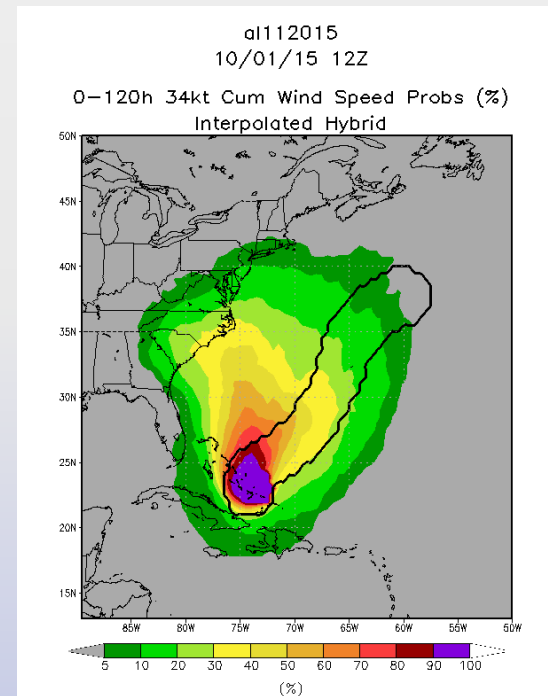 al112015
10/01/15 12Z
0-120h 34kt Cum Wind Speed Probs (%)
Interpolated Hybrid
50N
45N
40N
35N
30N
25N
20N
15N
85W 80W 75W 70W 65W 60W 55W 50W
5 10 20 30 40 50 60 70 80 90 100
(%)